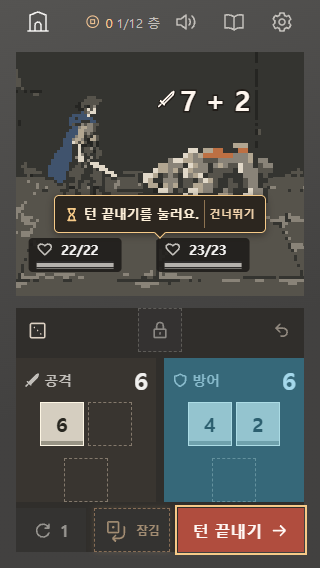 0 1/12 층
7 + 2
턴 끝내기를 눌러요. 건너뛰기
22/22 23/23
공격 6 방어 6
6 4 2
1 잠김 턴 끝내기 →